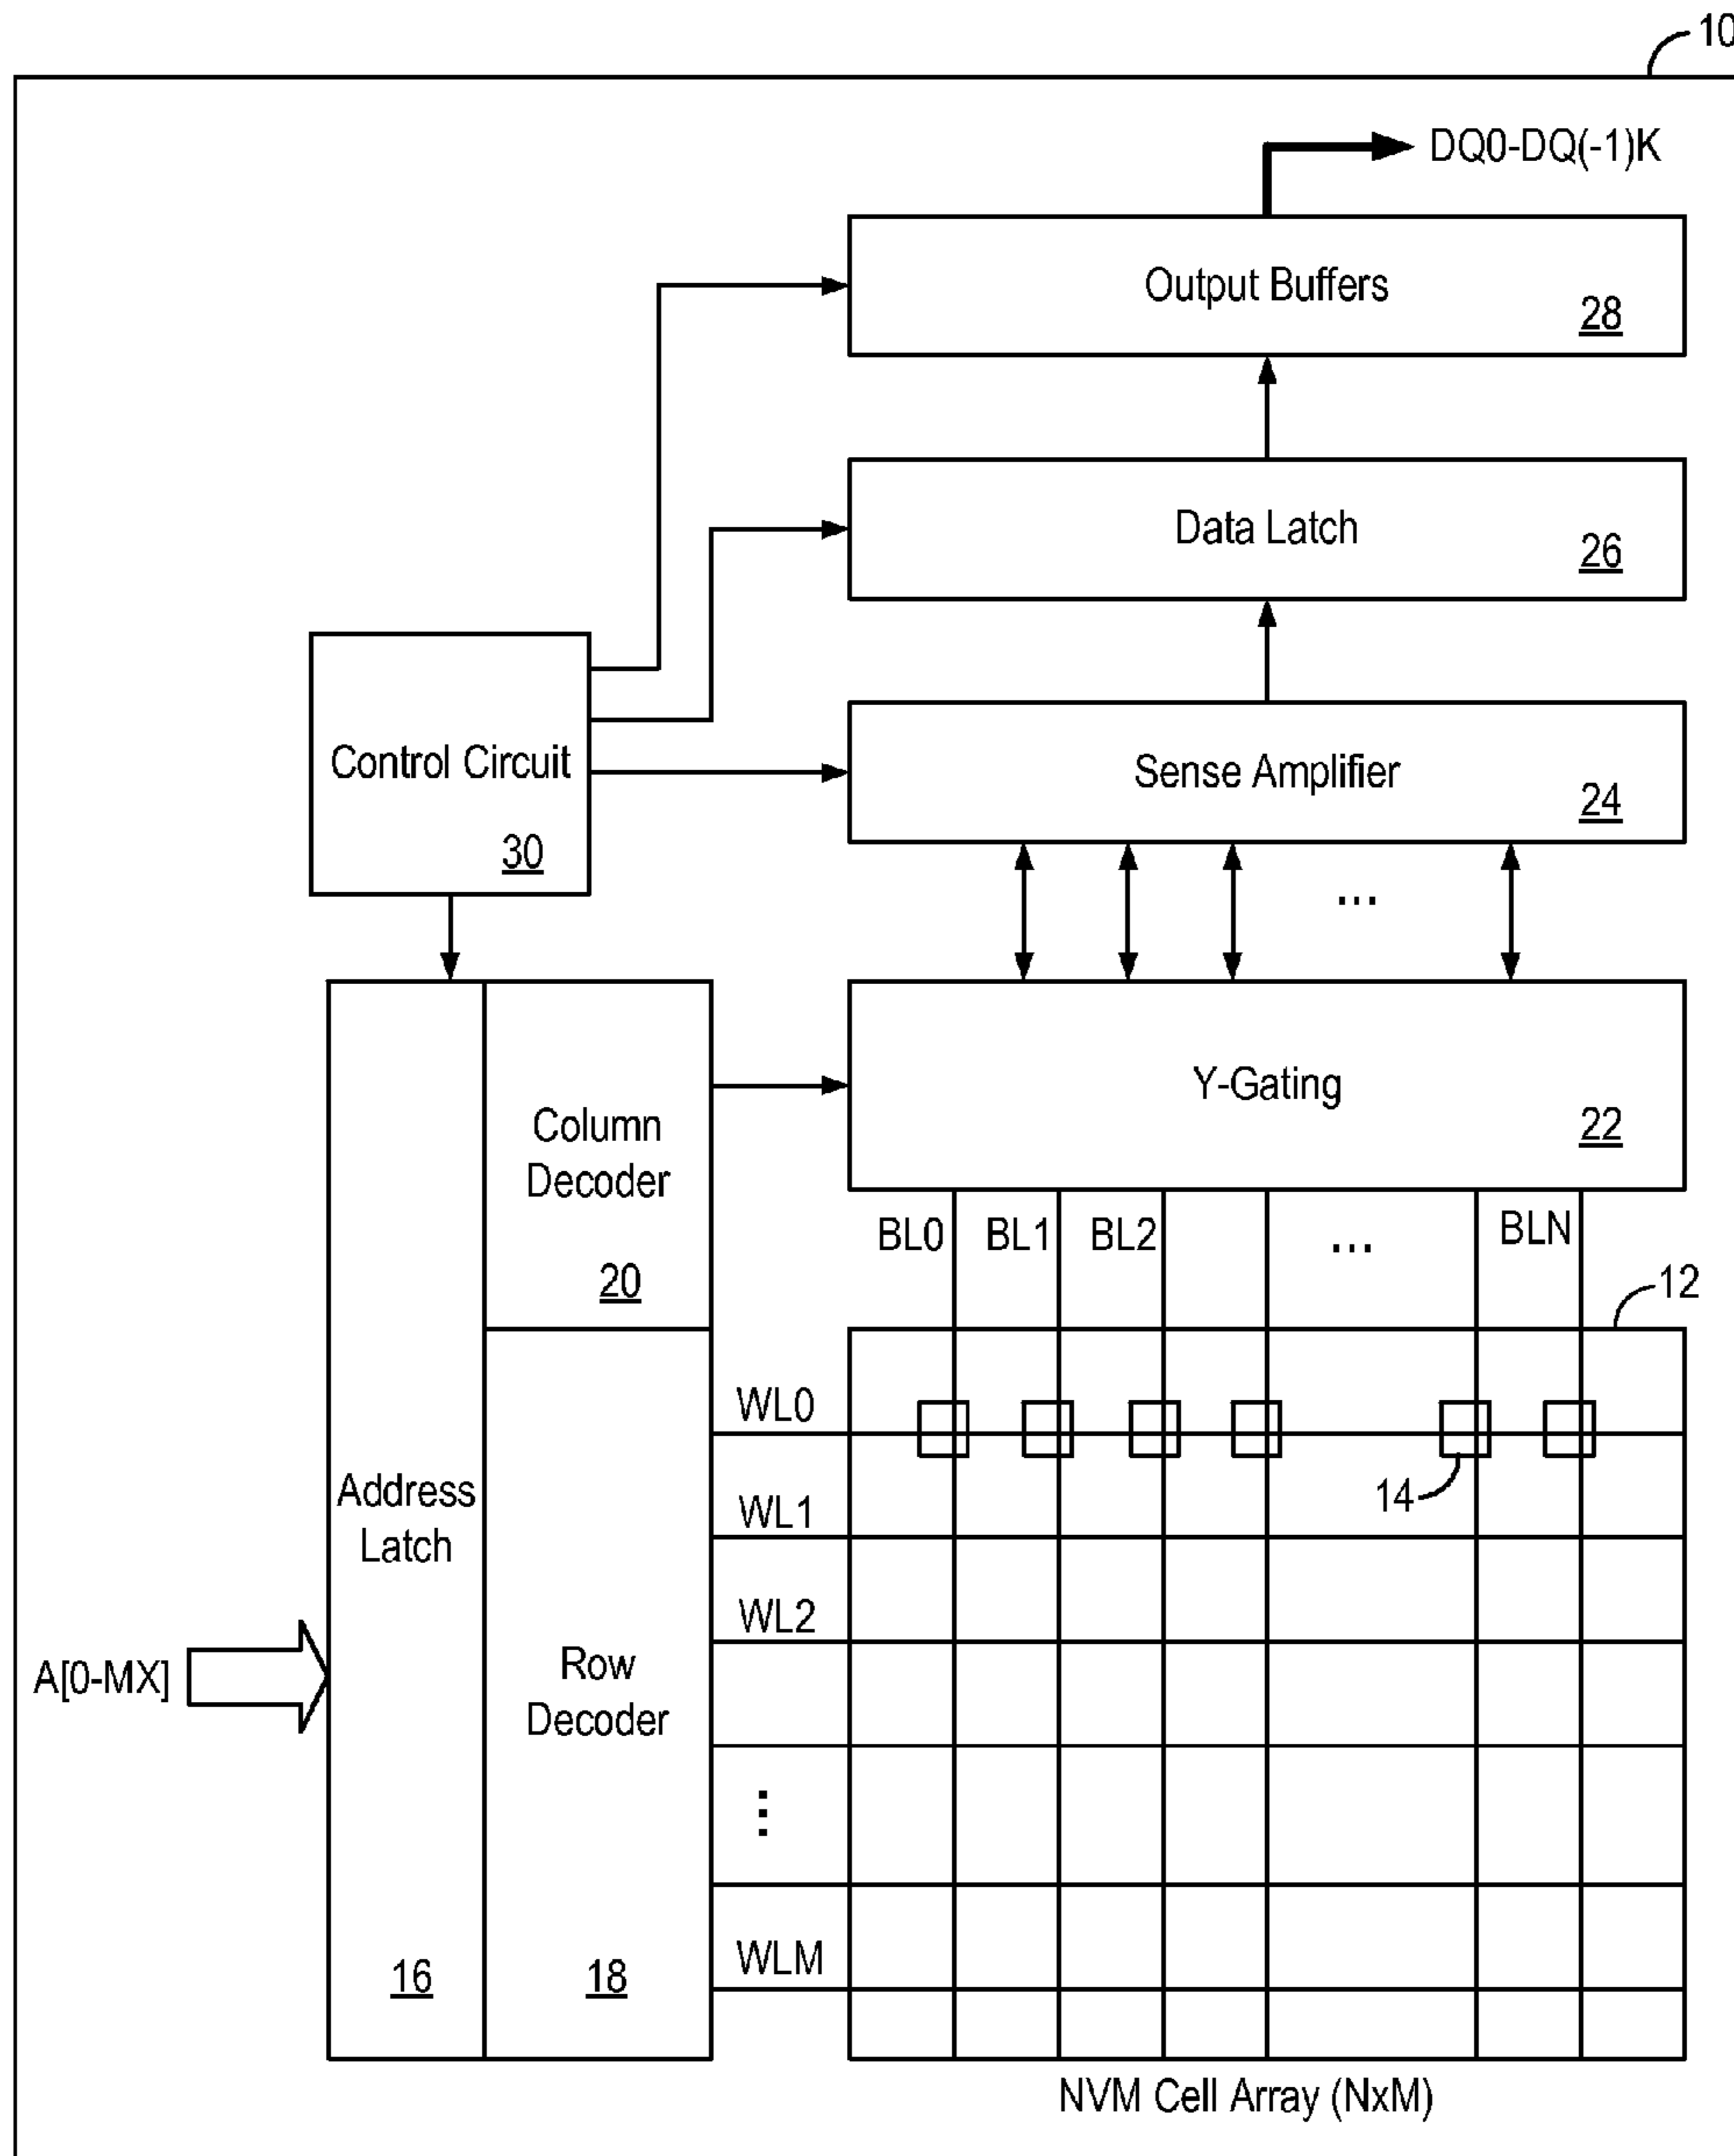 10
DQ0-DQ(-1)K
Output Buffers
28
Data Latch
26
Control Circuit
30
Sense Amplifier
24
...
Address
Latch
16
Column
Decoder
20
Y-Gating
22
BL0 BL1 BL2 ... BLN
12
WL0
14
WL1
WL2
A[0-MX]
Row
Decoder
18
...
WLM
NVM Cell Array (NxM)